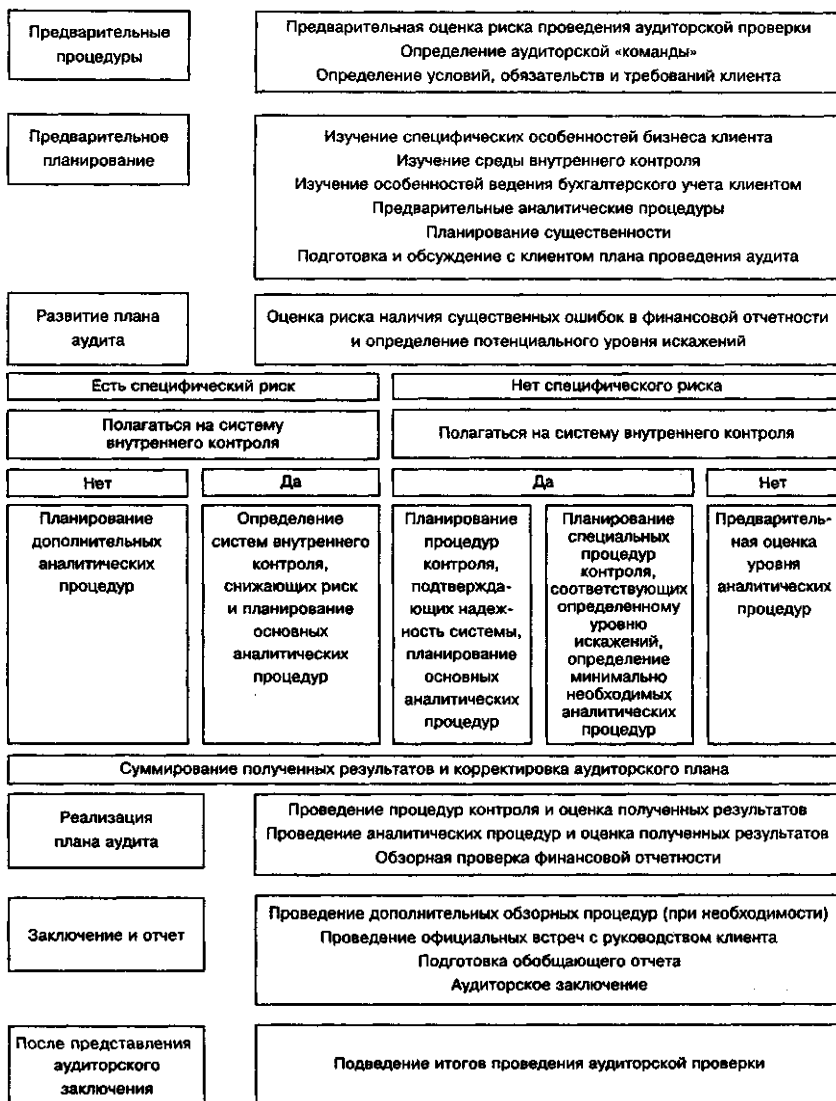 Предварительные
процедуры
Предварительная оценка риска проведения аудиторской проверки
Определение аудиторской «команды»
Определение условий, обязательств и требований клиента
Предварительное
планирование
Изучение специфических особенностей бизнеса клиента
Изучение среды внутреннего контроля
Изучение особенностей ведения бухгалтерского учета клиентом
Предварительные аналитические процедуры
Планирование существенности
Подготовка и обсуждение с клиентом плана проведения аудита
Развитие плана
аудита
Оценка риска наличия существенных ошибок в финансовой отчетности
и определение потенциального уровня искажений
Есть специфический риск
Нет специфического риска
Полагаться на систему
внутреннего контроля
Полагаться на систему внутреннего контроля
Нет
Да
Да
Нет
Планирование
дополнительных
аналитических
процедур
Определение
систем внутреннего
контроля,
снижающих риск
и планирование
основных
аналитических
процедур
Планирование
процедур
контроля,
подтвержда-
ющих надеж-
ность системы,
планирование
основных
аналитических
процедур
Планирование
специальных
процедур
контроля,
соответствующих
определенному
уровню
искажений,
определение
минимально
необходимых
аналитических
процедур
Предваритель-
ная оценка
уровня
аналитических
процедур
Суммирование полученных результатов и корректировка аудиторского плана
Реализация
плана аудита
Проведение процедур контроля и оценка полученных результатов
Проведение аналитических процедур и оценка полученных результатов
Обзорная проверка финансовой отчетности
Заключение и отчет
Проведение дополнительных обзорных процедур (при необходимости)
Проведение официальных встреч с руководством клиента
Подготовка обобщающего отчета
Аудиторское заключение
После представления
аудиторского
заключения
Подведение итогов проведения аудиторской проверки